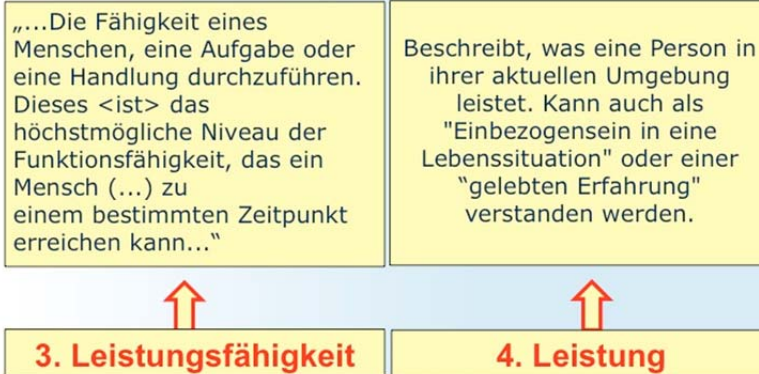 „...Die Fähigkeit eines
Menschen, eine Aufgabe oder
eine Handlung durchzuführen.
Dieses <ist> das
höchstmögliche Niveau der
Funktionsfähigkeit, das ein
Mensch (...) zu
einem bestimmten Zeitpunkt
erreichen kann...“
Beschreibt, was eine Person in
ihrer aktuellen Umgebung
leistet. Kann auch als
"Einbezogensein in eine
Lebenssituation" oder einer
“gelebten Erfahrung"
verstanden werden.
3. Leistungsfähigkeit
4. Leistung